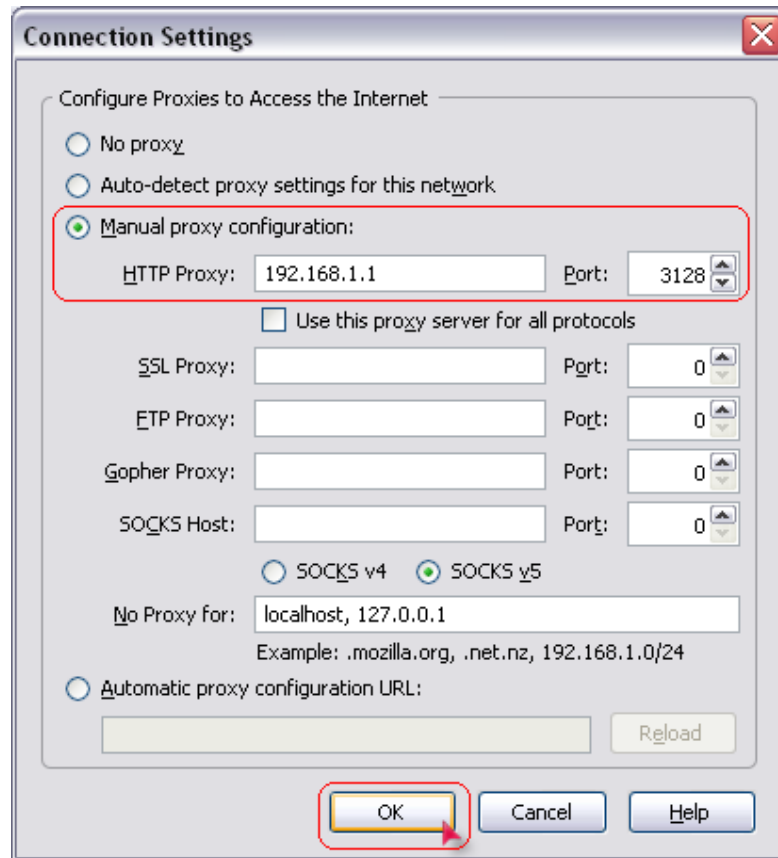 Connection Settings
Configure Proxies to Access the Internet
No proxy
Auto-detect proxy settings for this network
Manual proxy configuration:
HTTP Proxy: 192.168.1.1 Port: 3128
Use this proxy server for all protocols
SSL Proxy: Port: 0
FTP Proxy: Port: 0
Gopher Proxy: Port: 0
SOCKS Host: Port: 0
SOCKS v4 SOCKS v5
No Proxy for: localhost, 127.0.0.1
Example: .mozilla.org, .net.nz, 192.168.1.0/24
Automatic proxy configuration URL:
Reload
OK Cancel Help